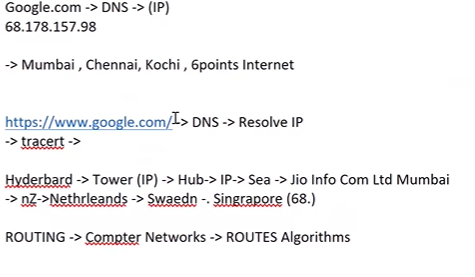 Google.com -> DNS -> (IP)
68.178.157.98
-> Mumbai , Chennai, Kochi , 6points Internet
https://www.google.com/-> DNS -> Resolve IP
-> tracert ->
Hyderbard -> Tower (IP) -> Hub-> IP-> Sea -> Jio Info Com Ltd Mumbai
-> nZ->Nethrleands -> Swaedn -. Singrapore (68.)
ROUTING -> Compter Networks -> ROUTES Algorithms